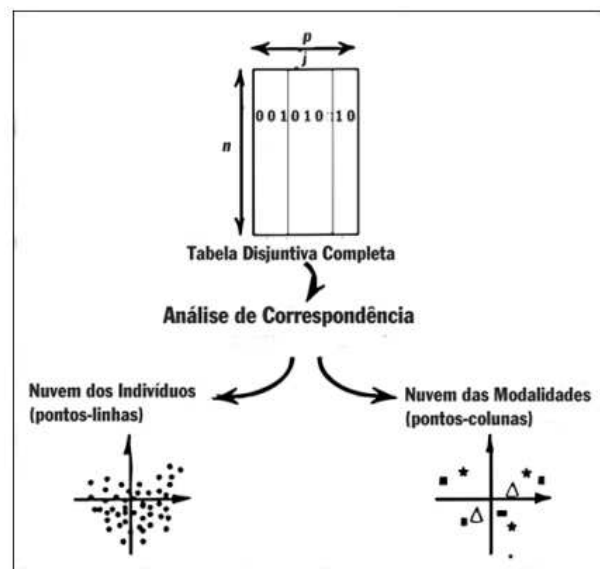 p
j
0 0 1 0 1 0 1 0
n
Tabela Disjuntiva Completa
Análise de Correspondência
Nuvem dos Indivíduos
(pontos-linhas)
Nuvem das Modalidades
(pontos-colunas)